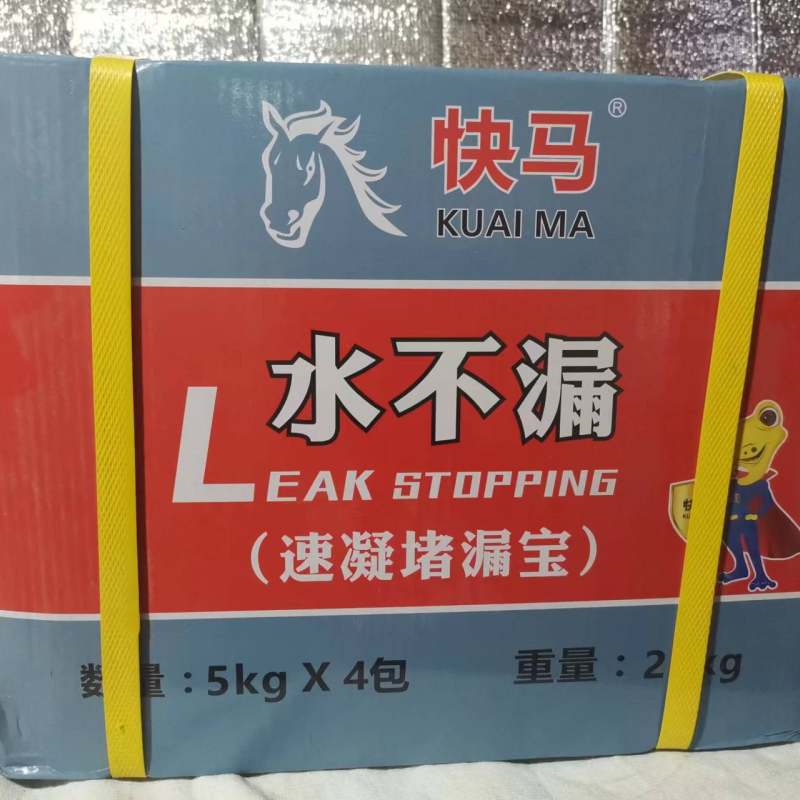 快马®
KUAI MA
水不漏
LEAK STOPPING
（速凝堵漏宝）
数量：5kg X 4包
重量：2 kg